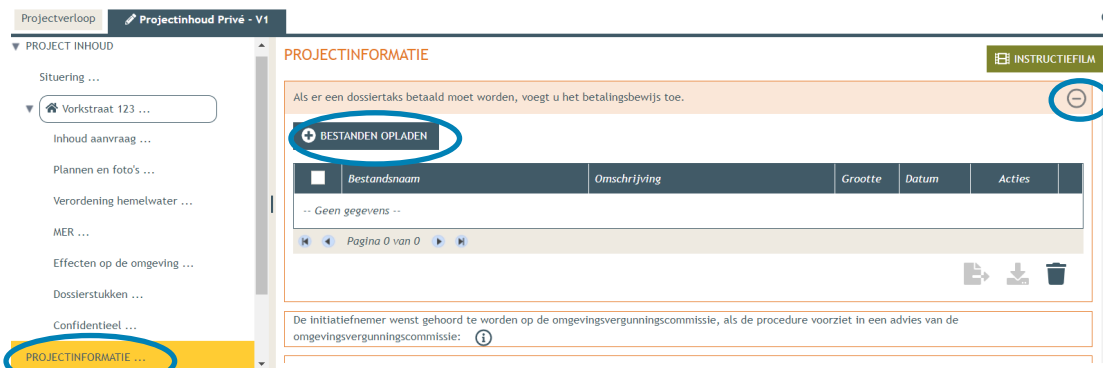 Projectverloop
Projectinhoud Privé - V1
PROJECT INHOUD
Situering ...
Vorkstraat 123 ...
Inhoud aanvraag ...
Plannen en foto's ...
Verordening hemelwater ...
MER ...
Effecten op de omgeving ...
Dossierstukken ...
Confidentieel ...
PROJECTINFORMATIE ...
PROJECTINFORMATIE
INSTRUCTIEFILM
Als er een dossiertaks betaald moet worden, voegt u het betalingsbewijs toe.
BESTANDEN OPLADEN
Bestandsnaam Omschrijving Grootte Datum Acties
-- Geen gegevens --
Pagina 0 van 0
De initiatiefnemer wenst gehoord te worden op de omgevingsvergunningscommissie, als de procedure voorziet in een advies van de
omgevingsvergunningscommissie: